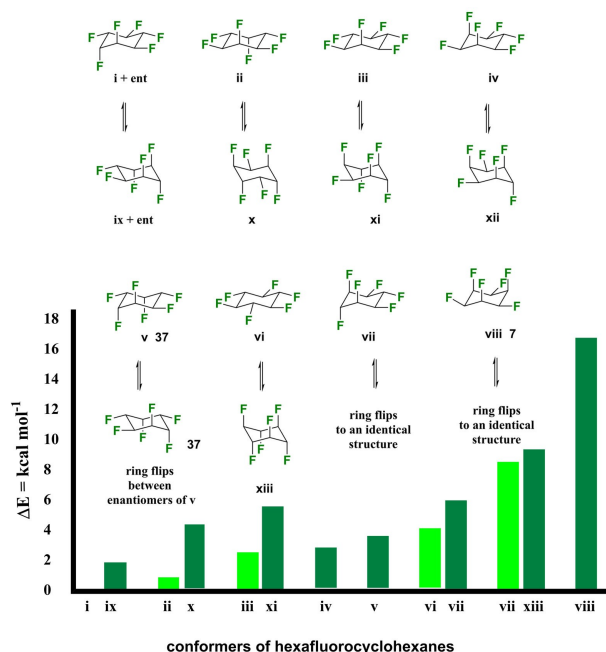 F F F F F F
F F F F F F
F F F F F F
F F F F F F
i + ent
ii
iii
iv
F F F F F F
F F F F F F
F F F F F F
F F F F F F
ix + ent
x
xi
xii
F F F F F F
F F F F F F
F F F F F F
F F F F F F
v 37
vi
vii
viii 7
F F F F F F
37
F F F F F F
ring flips
between
enantiomers of v
xiii
ring flips
to an identical
structure
ring flips
to an identical
structure
18
16
14
12
10
8
6
4
2
0
ΔE = kcal mol-1
i ix ii x iii xi iv v vi vii vii xiii viii
conformers of hexafluorocyclohexanes